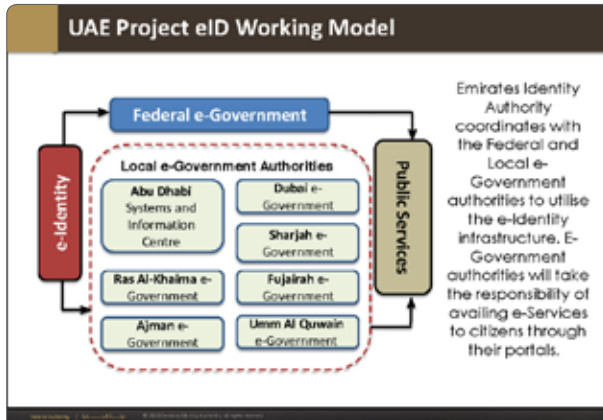 UAE Project eID Working Model
Federal e-Government
e-Identity
Local e-Government Authorities
Abu Dhabi
Systems and
Information
Centre
Dubai e-
Government
Sharjah e-
Government
Ras Al-Khaima e-
Government
Fujairah e-
Government
Ajman e-
Government
Umm Al Quwain
e-Government
Public Services
Emirates Identity
Authority
coordinates with
the Federal and
Local e-
Government
authorities to utilise
the e-Identity
intrastructure. E-
Government
authorities will take
the responsibility of
availing e-Services
to citizens through
their portals.